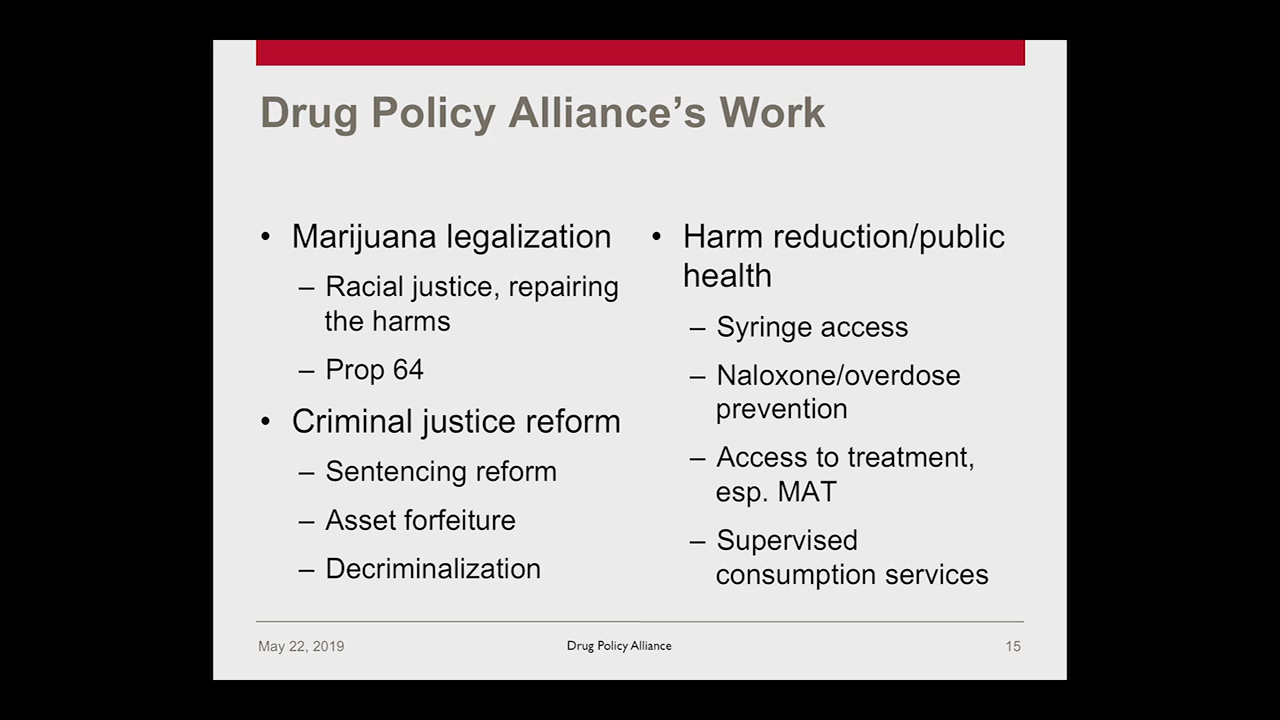 Drug Policy Alliance’s Work
• Marijuana legalization
– Racial justice, repairing
the harms
– Prop 64
• Criminal justice reform
– Sentencing reform
– Asset forfeiture
– Decriminalization
• Harm reduction/public
health
– Syringe access
– Naloxone/overdose
prevention
– Access to treatment,
esp. MAT
– Supervised
consumption services
May 22, 2019
Drug Policy Alliance
15